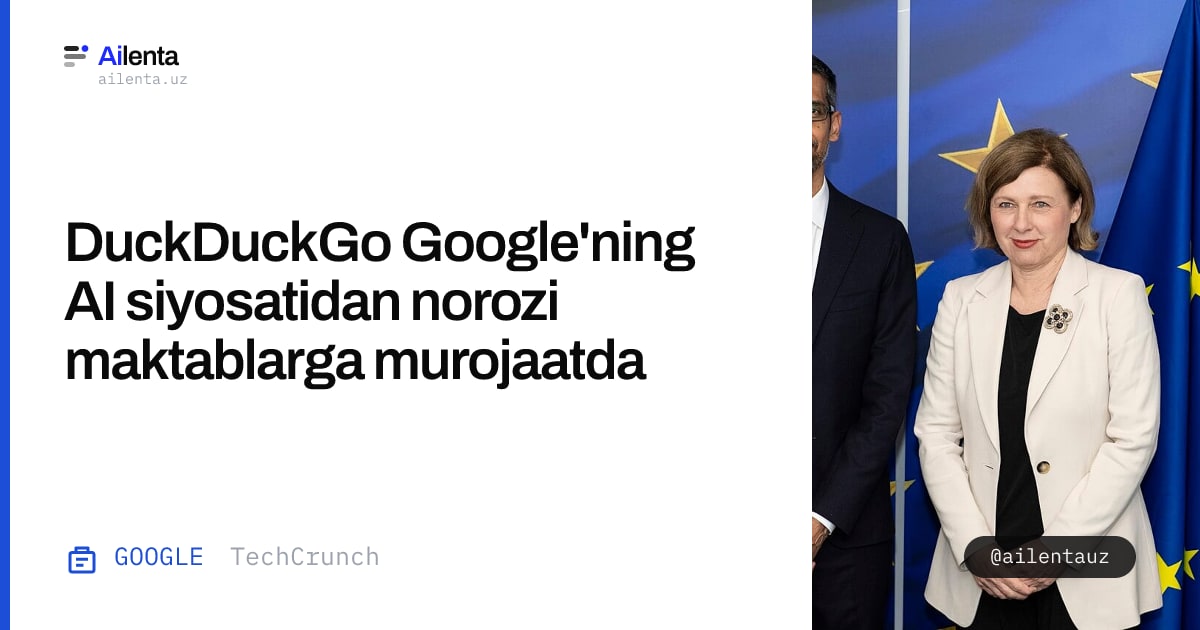 Ailenta
ailenta.uz
DuckDuckGo Google'ning
AI siyosatidan norozi
maktablarga murojaatda
GOOGLE TechCrunch
@ailentauz